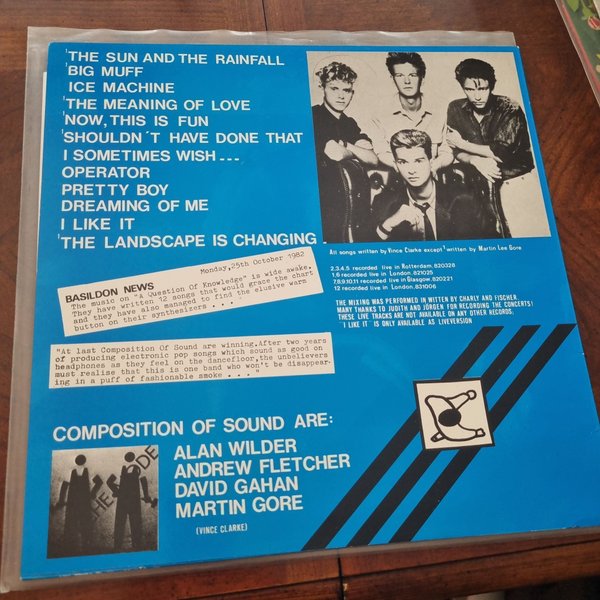 'THE SUN AND THE RAINFALL
'BIG MUFF
ICE MACHINE
'THE MEANING OF LOVE
'NOW, THIS IS FUN
'SHOULDN´T HAVE DONE THAT
I SOMETIMES WISH...
OPERATOR
PRETTY BOY
DREAMING OF ME
I LIKE IT
'THE LANDSCAPE IS CHANGING
All songs written by Vince Clarke except ' written by Martin Lee Gore
2,3,4,5 recorded live in Rotterdam, 820328
1,6 recorded live in London, 821025
7,8,9,10,11 recorded live in Glasgow, 820221
12 recorded live in London, 831006
THE MIXING WAS PERFORMED IN WITTEN BY CHARLY AND FISCHER
MANY THANKS TO JUDITH AND JÖRGEN FOR RECORDING THE CONCERTS!
THESE LIVE TRACKS ARE NOT AVAILABLE ON ANY OTHER RECORDS.
'I LIKE IT' IS ONLY AVAILABLE AS LIVEVERSION
Monday, 25th October 1982
BASILDON NEWS
The music on "A Question Of Knowledge" is wide awake.
They have written 12 songs that would grace the chart
and they have also managed to find the elusive warm
button on their synthesizers . . . .
"At last Composition Of Sound are winning. After two years
of producing electronic pop songs which sound as good on
headphones as they feel on the dancefloor, the unbelievers
must realise that this is one band who won't be disappear-
ing in a puff of fashionable smoke . . . "
COMPOSITION OF SOUND ARE:
ALAN WILDER
ANDREW FLETCHER
DAVID GAHAN
MARTIN GORE
(VINCE CLARKE)